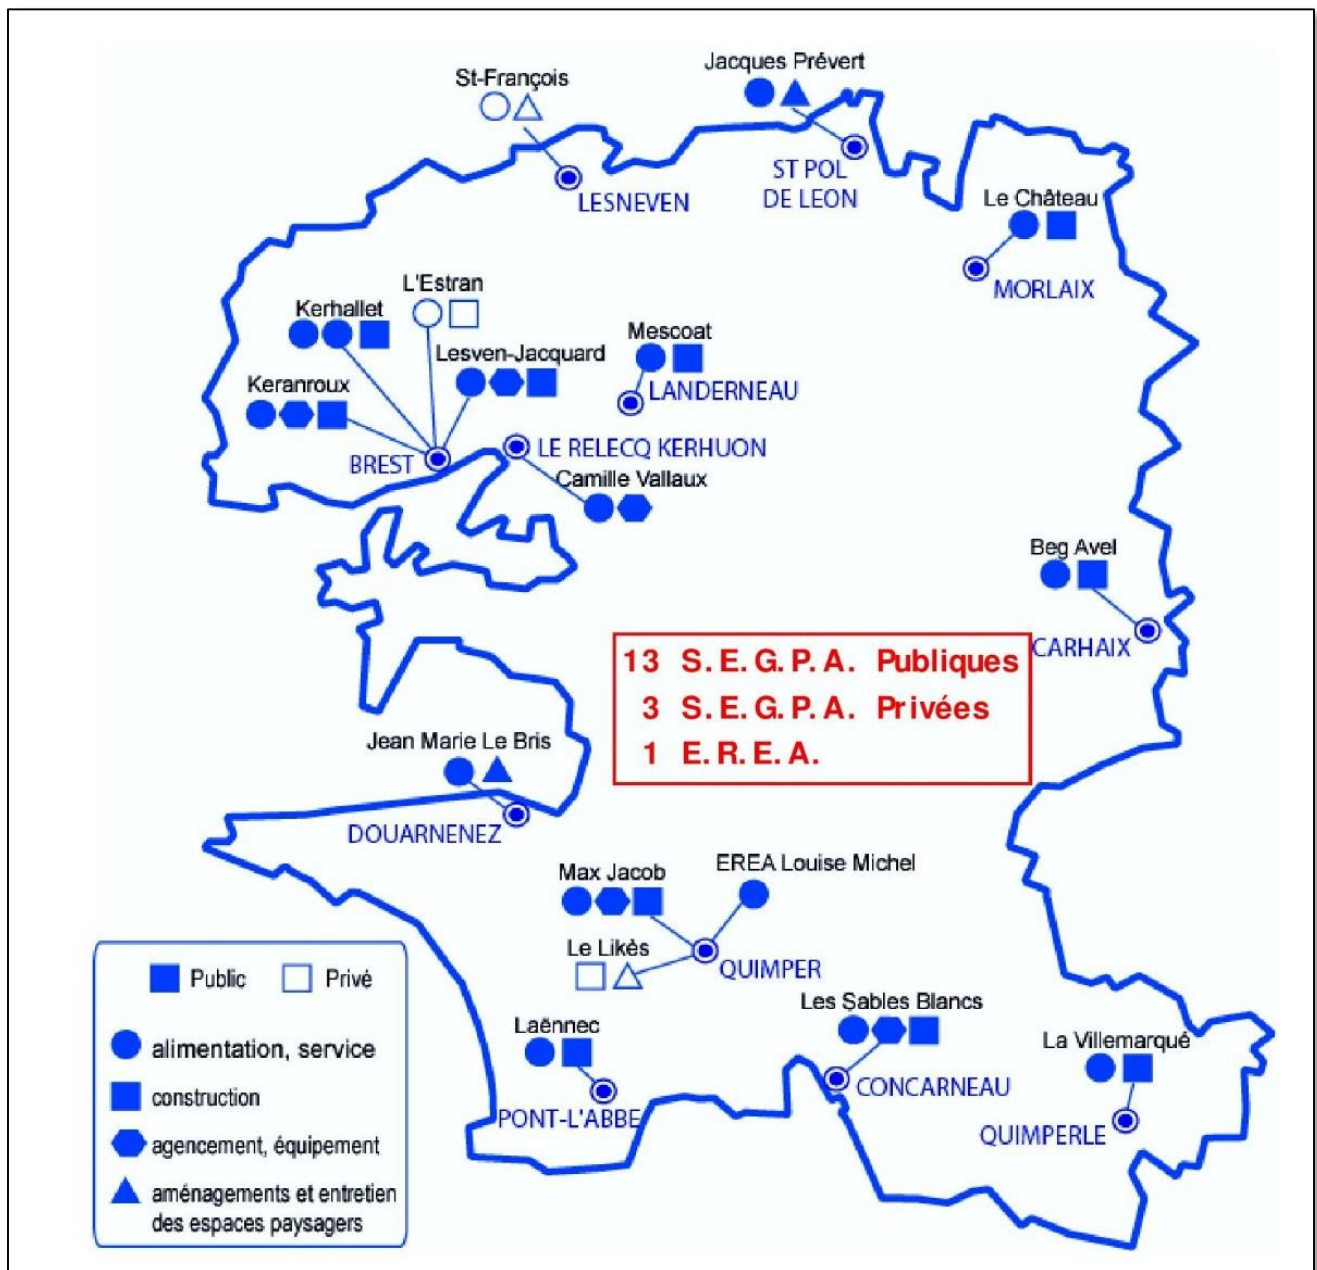 Jacques Prévert
St-François
ST POL
DE LEON
LESNEVEN
Le Château
MORLAIX
L'Estran
Kerhallet
Mescoat
Lesven-Jacquard
Keranroux
LANDERNEAU
LE RELECQ KERHUON
BREST
Camille Vallaux
Beg Avel
CARHAIX
13 S.E.G.P.A. Publiques
3 S.E.G.P.A. Privées
1 E.R.E.A.
Jean Marie Le Bris
DOUARNENEZ
Max Jacob
EREA Louise Michel
Le Likès
QUIMPER
Les Sables Blancs
Laënnec
La Villemarqué
CONCARNEAU
PONT-L'ABBE
QUIMPERLE
Public Privé
alimentation, service
construction
agencement, équipement
aménagements et entretien
des espaces paysagers